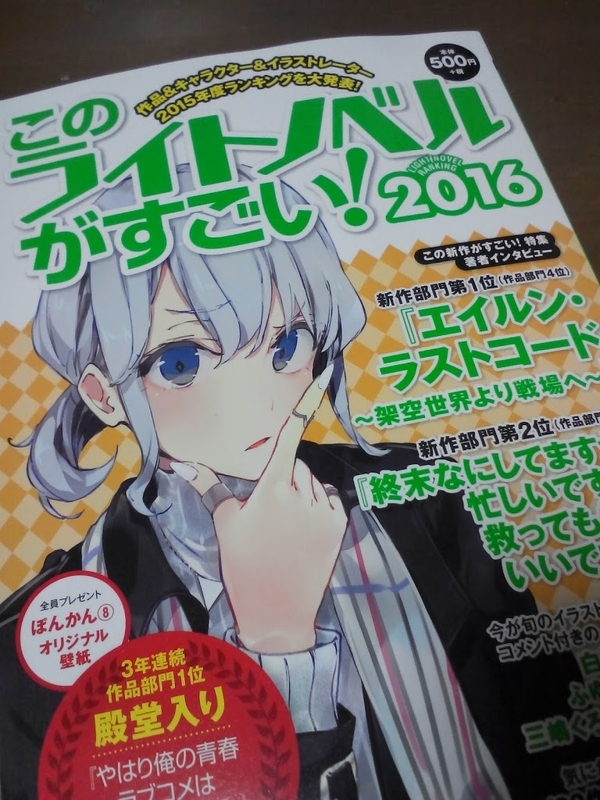 作品&キャラクター&イラストレーター
2015年度ランキングを大発表!
本体
500円
+税
この
ライトノベル
がすごい!
LIGHT NOVEL
RANKING
2016
この新作がすごい! 特集
著者インタビュー
新作部門第1位(作品部門4位)
『エイルン・
ラストコード
~架空世界より戦場へ~
新作部門第2位(作品部門
『終末なにしてます
忙しいです
救っても
いいで
全員プレゼント
ぽんかん⑧
オリジナル
壁紙
3年連続
作品部門1位
殿堂入り
『やはり俺の青春
ラブコメは
今が旬のイラスト
コメント付きの
白
三嶋くろ
気に